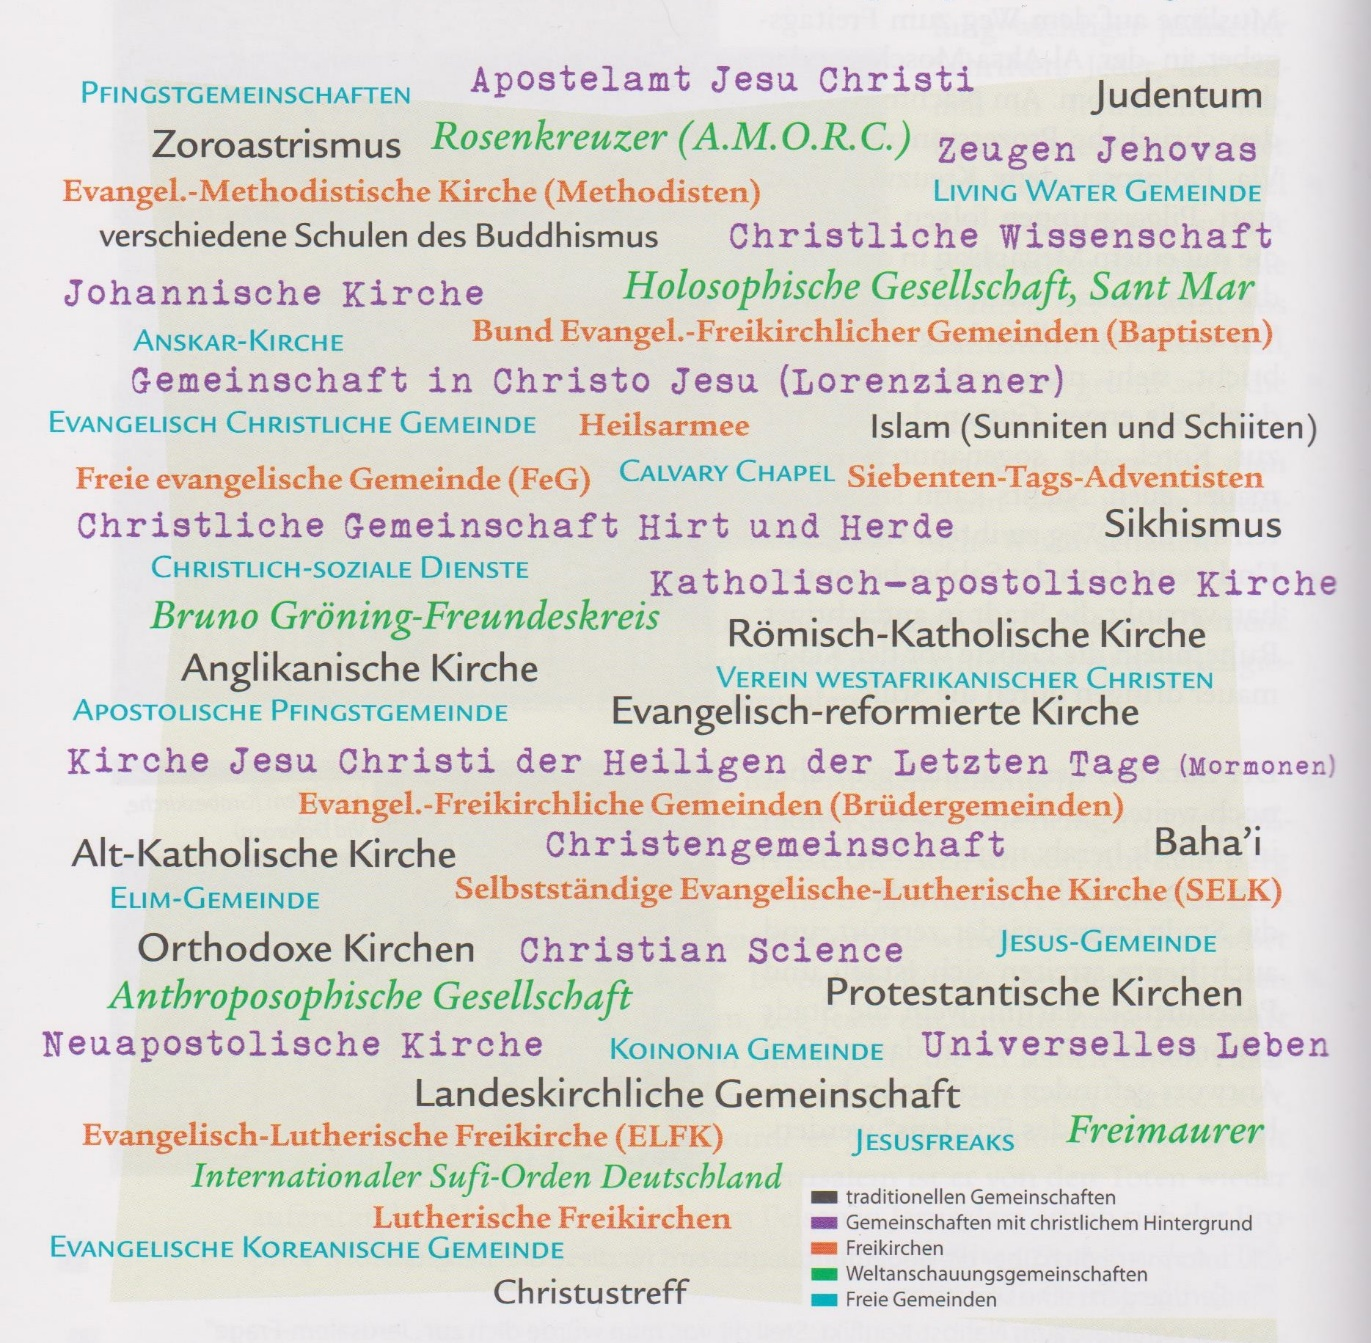 Pfingstgemeinschaften
Apostelamt Jesu Christi
Judentum
Zoroastrismus
Rosenkreuzer (A.M.O.R.C.)
Zeugen Jehovas
Evangel.-Methodistische Kirche (Methodisten)
Living Water Gemeinde
verschiedene Schulen des Buddhismus
Christliche Wissenschaft
Johannische Kirche
Holosophische Gesellschaft, Sant Mar
Anskar-Kirche
Bund Evangel.-Freikirchlicher Gemeinden (Baptisten)
Gemeinschaft in Christo Jesu (Lorenzianer)
Evangelisch Christliche Gemeinde
Heilsarmee
Islam (Sunniten und Schiiten)
Freie evangelische Gemeinde (FeG)
Calvary Chapel
Siebenten-Tags-Adventisten
Christliche Gemeinschaft Hirt und Herde
Sikhismus
Christlich-soziale Dienste
Katholisch-apostolische Kirche
Bruno Gröning-Freundeskreis
Römisch-Katholische Kirche
Anglikanische Kirche
Verein westafrikanischer Christen
Apostolische Pfingstgemeinde
Evangelisch-reformierte Kirche
Kirche Jesu Christi der Heiligen der Letzten Tage (Mormonen)
Evangel.-Freikirchliche Gemeinden (Brüdergemeinden)
Alt-Katholische Kirche
Christengemeinschaft
Baha'i
Elim-Gemeinde
Selbstständige Evangelische-Lutherische Kirche (SELK)
Orthodoxe Kirchen
Christian Science
Jesus-Gemeinde
Anthroposophische Gesellschaft
Protestantische Kirchen
Neuapostolische Kirche
Koinonia Gemeinde
Universelles Leben
Landeskirchliche Gemeinschaft
Evangelisch-Lutherische Freikirche (ELFK)
Jesusfreaks
Freimaurer
Internationaler Sufi-Orden Deutschland
Lutherische Freikirchen
Evangelische Koreanische Gemeinde
Christustreff
traditionellen Gemeinschaften
Gemeinschaften mit christlichem Hintergrund
Freikirchen
Weltanschauungsgemeinschaften
Freie Gemeinden